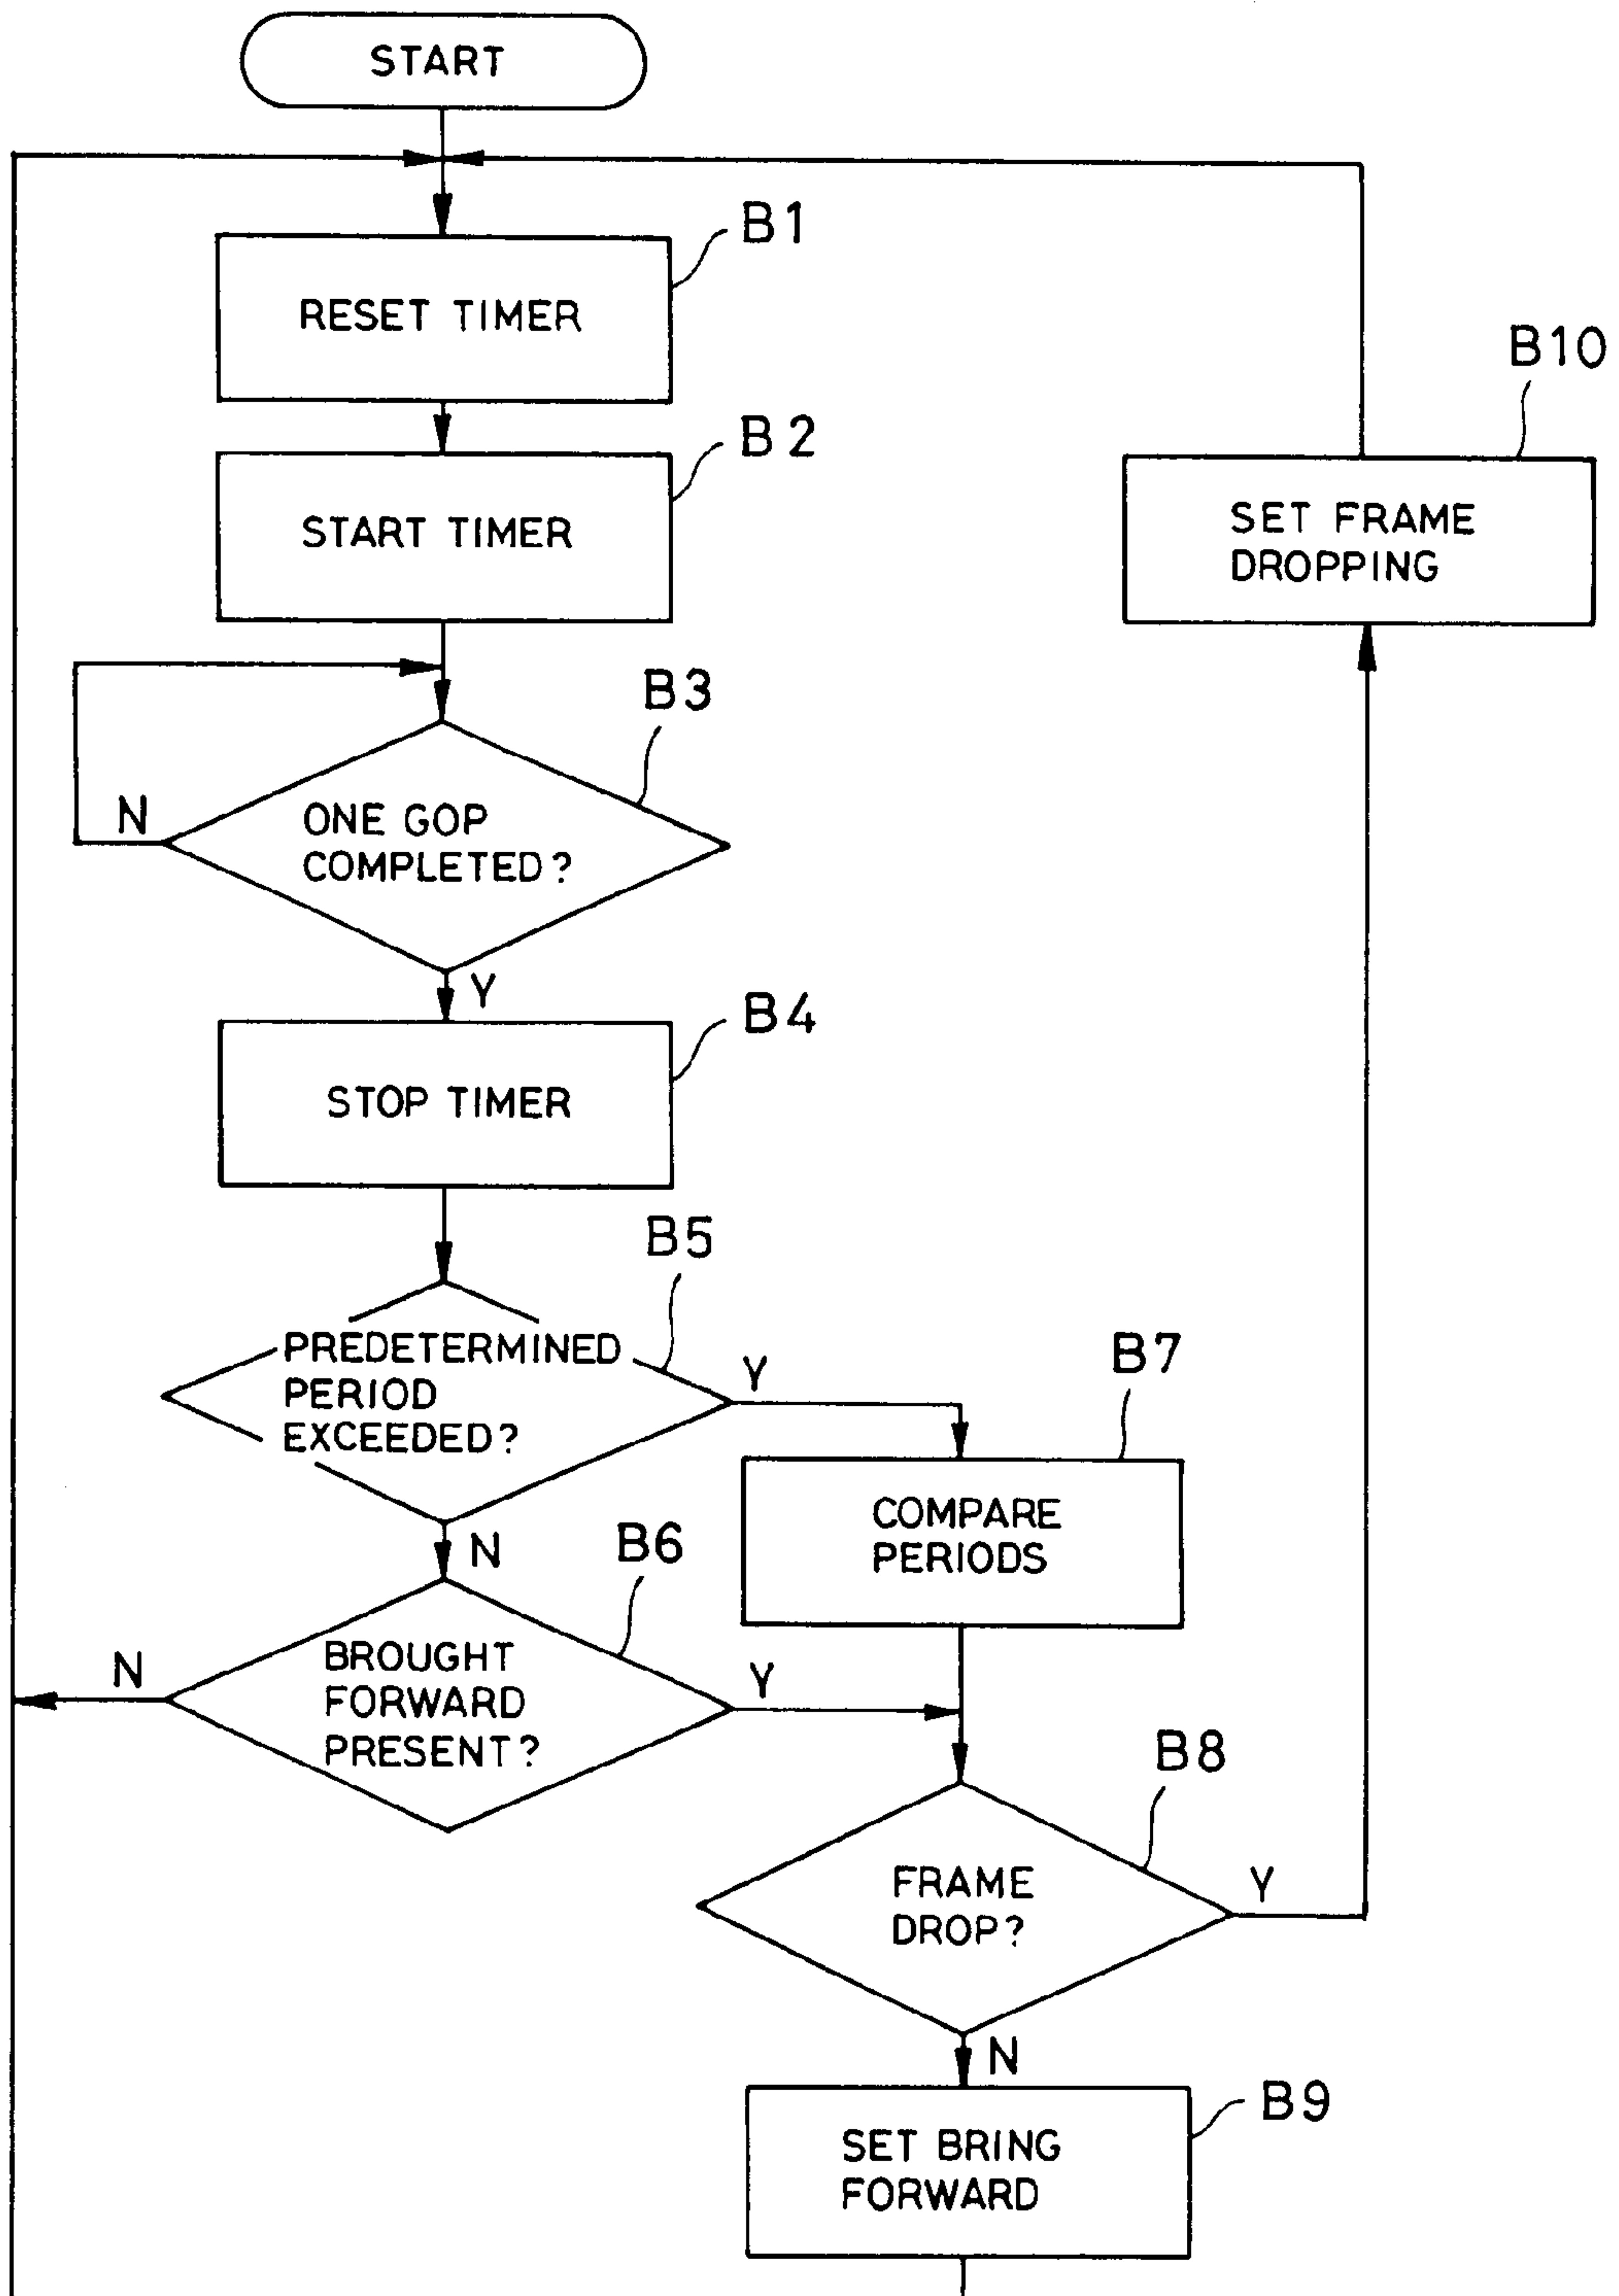 START
B1
RESET TIMER
B10
B2
START TIMER
SET FRAME
DROPPING
B3
N
ONE GOP
COMPLETED?
Y
B4
STOP TIMER
B5
PREDETERMINED
PERIOD
EXCEEDED?
Y
B7
COMPARE
PERIODS
N
B6
N
BROUGHT
FORWARD
PRESENT?
Y
B8
FRAME
DROP?
Y
N
B9
SET BRING
FORWARD